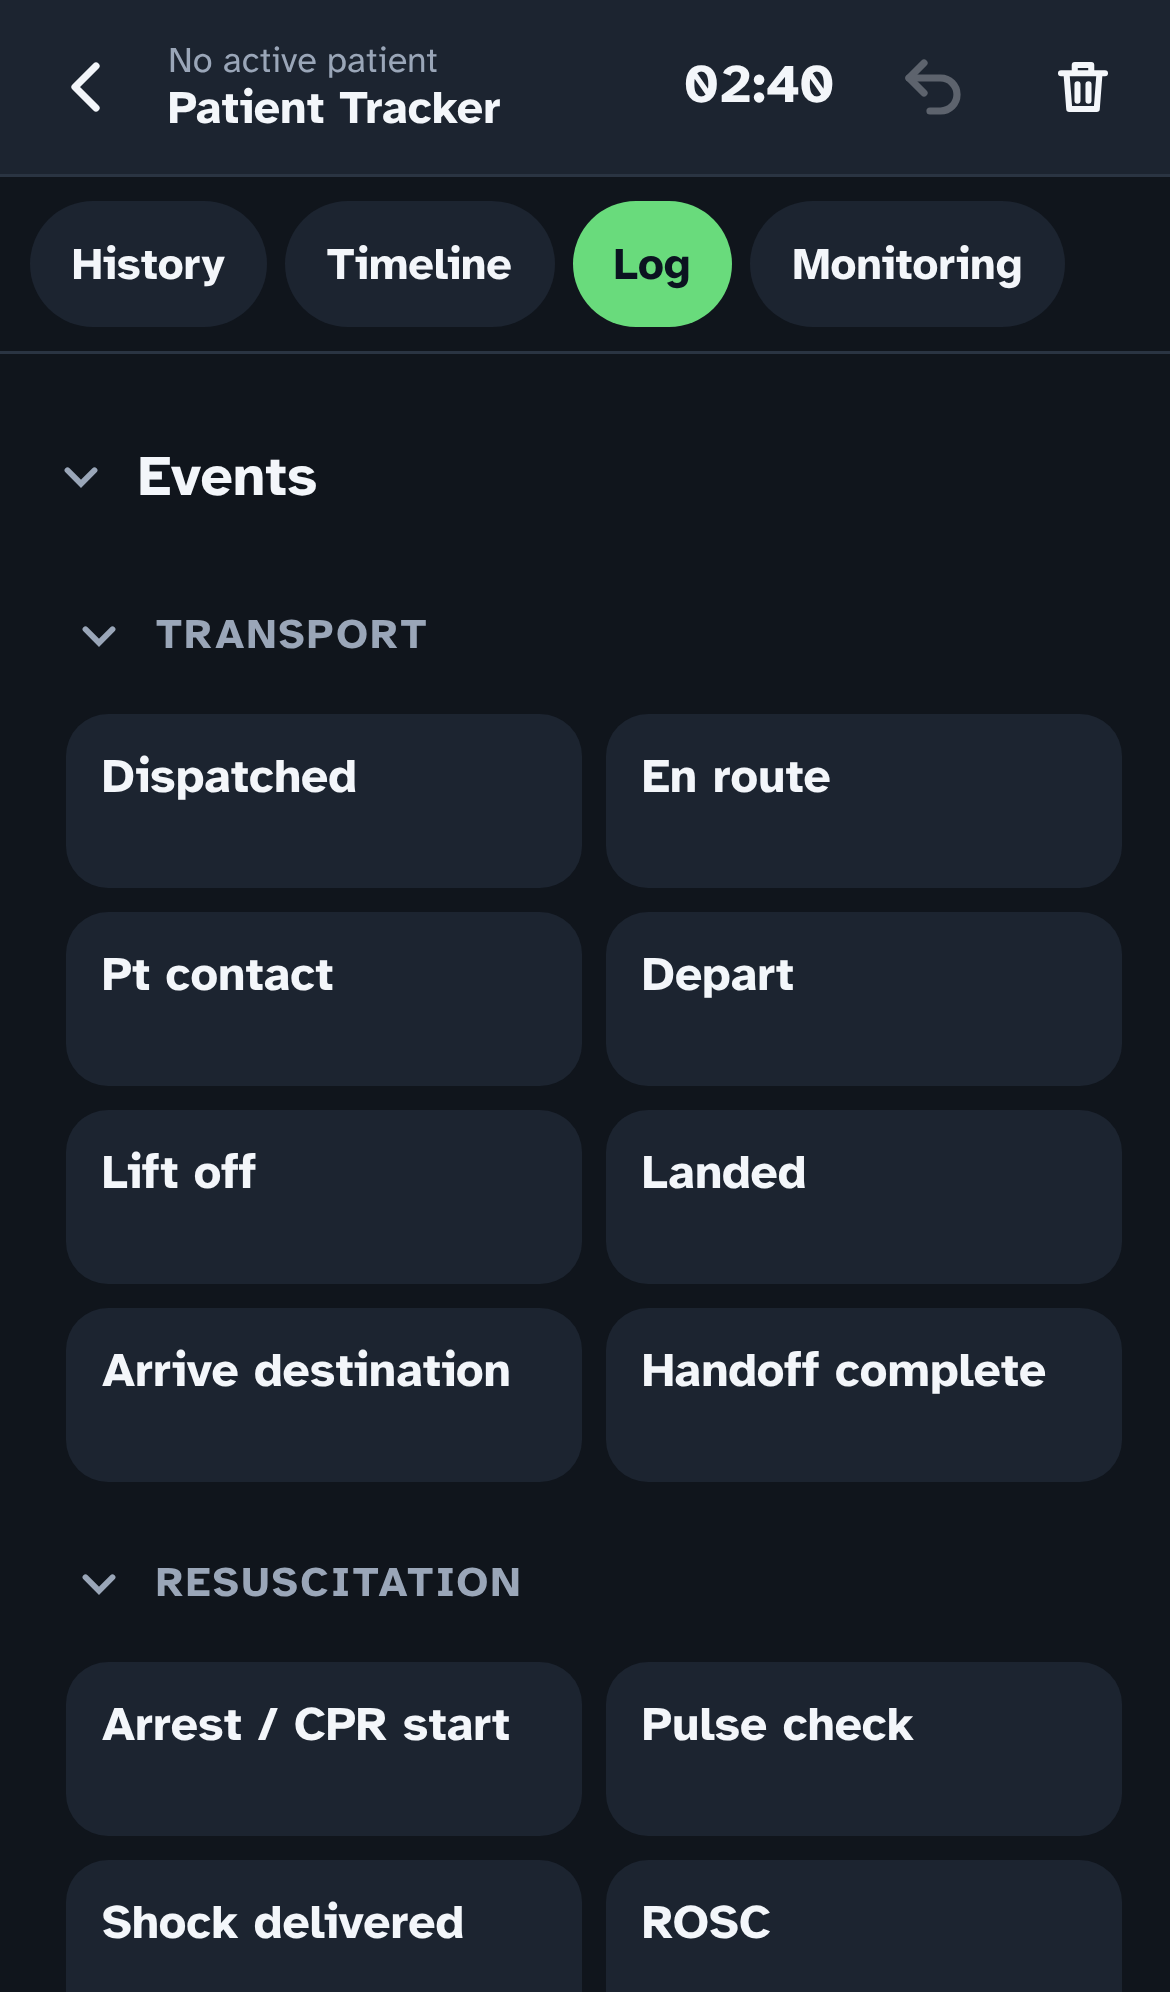 No active patient
Patient Tracker
02:40
History
Timeline
Log
Monitoring
Events
TRANSPORT
Dispatched
En route
Pt contact
Depart
Lift off
Landed
Arrive destination
Handoff complete
RESUSCITATION
Arrest / CPR start
Pulse check
Shock delivered
ROSC